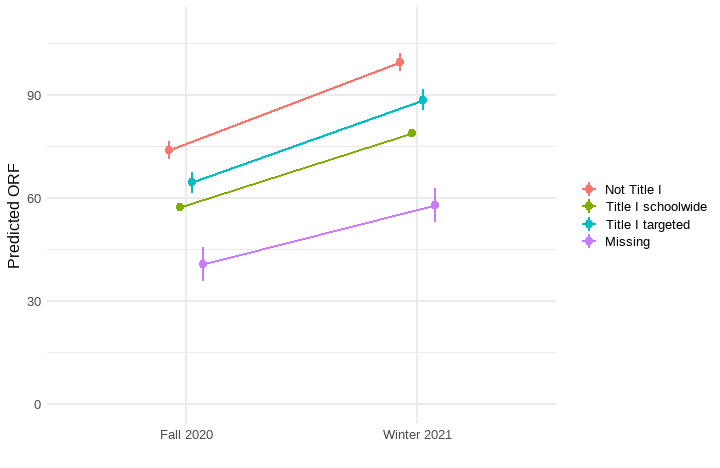 Predicted ORF
90
60
30
0
Fall 2020
Winter 2021
Not Title I
Title I schoolwide
Title I targeted
Missing